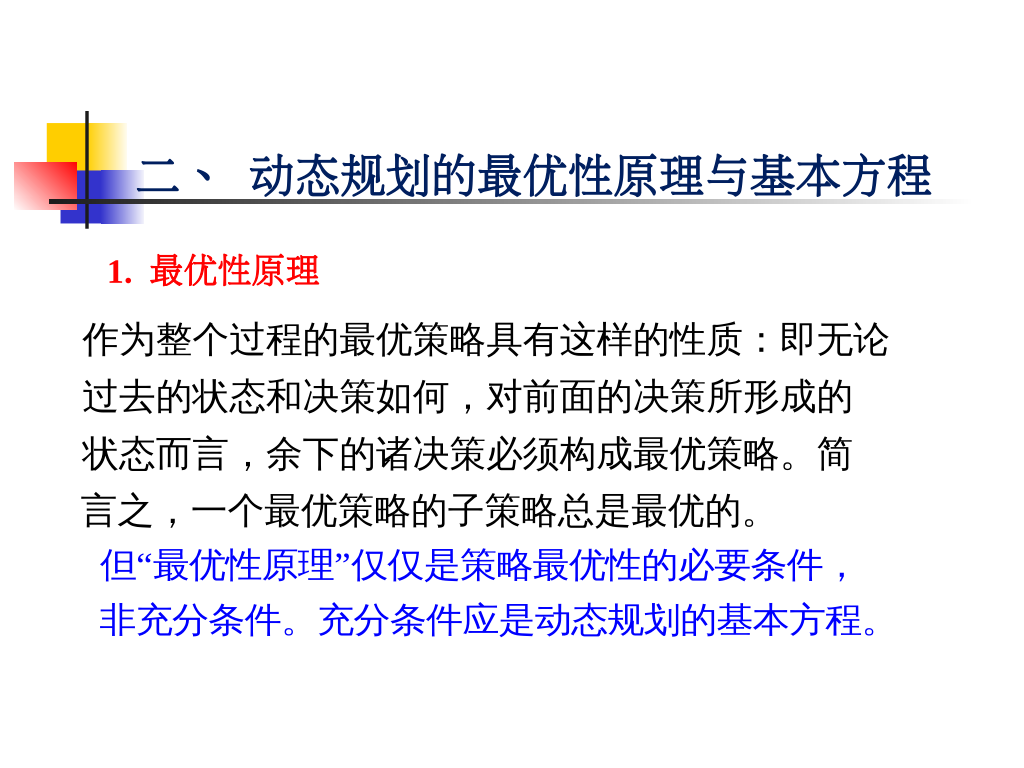 二、 动态规划的最优性原理与基本方程
1. 最优性原理
作为整个过程的最优策略具有这样的性质：即无论
过去的状态和决策如何，对前面的决策所形成的
状态而言，余下的诸决策必须构成最优策略。简
言之，一个最优策略的子策略总是最优的。
但“最优性原理”仅仅是策略最优性的必要条件，
非充分条件。充分条件应是动态规划的基本方程。